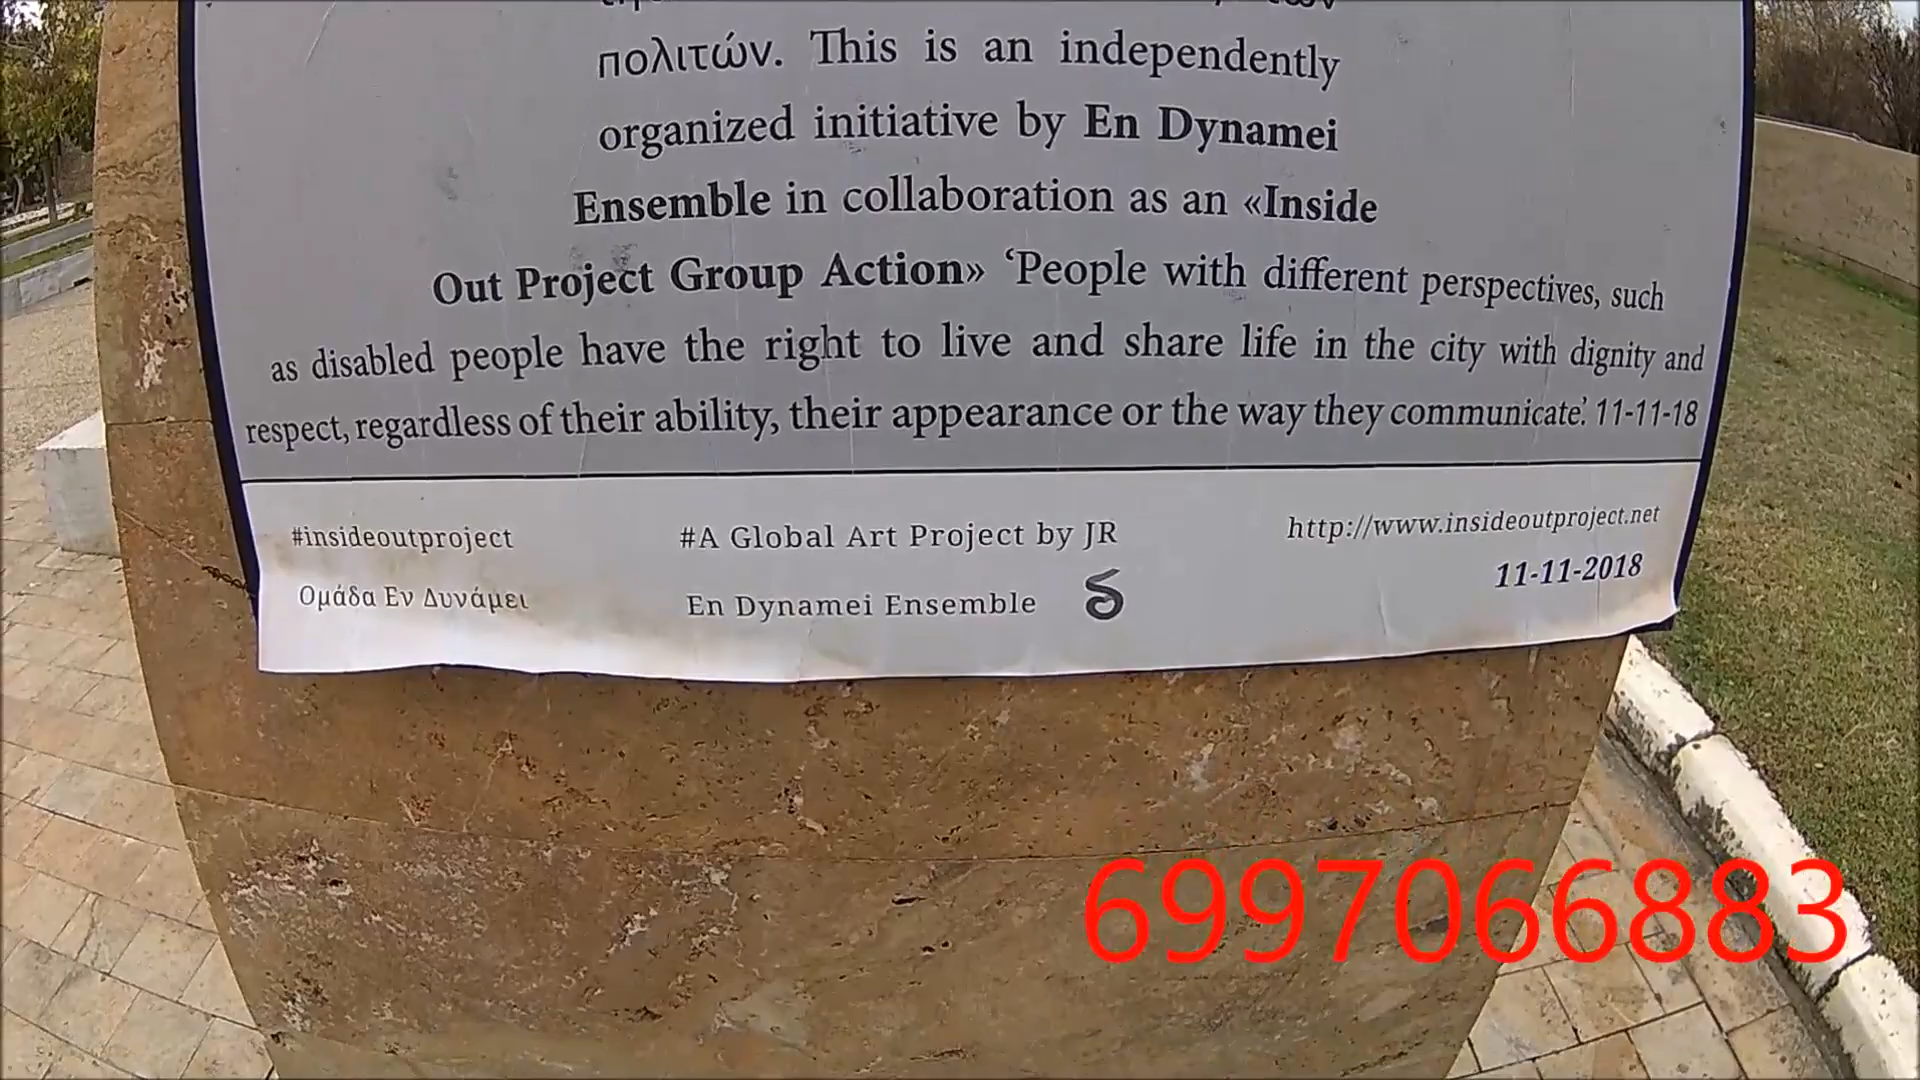 πολιτών. This is an independently
organized initiative by En Dynamei
Ensemble in collaboration as an «Inside
Out Project Group Action» ‘People with different perspectives, such
as disabled people have the right to live and share life in the city with dignity and
respect, regardless of their ability, their appearance or the way they communicate’. 11-11-18
#insideoutproject #A Global Art Project by JR http://www.insideoutproject.net
11-11-2018
Ομάδα Εν Δυνάμει En Dynamei Ensemble δ
6997066883